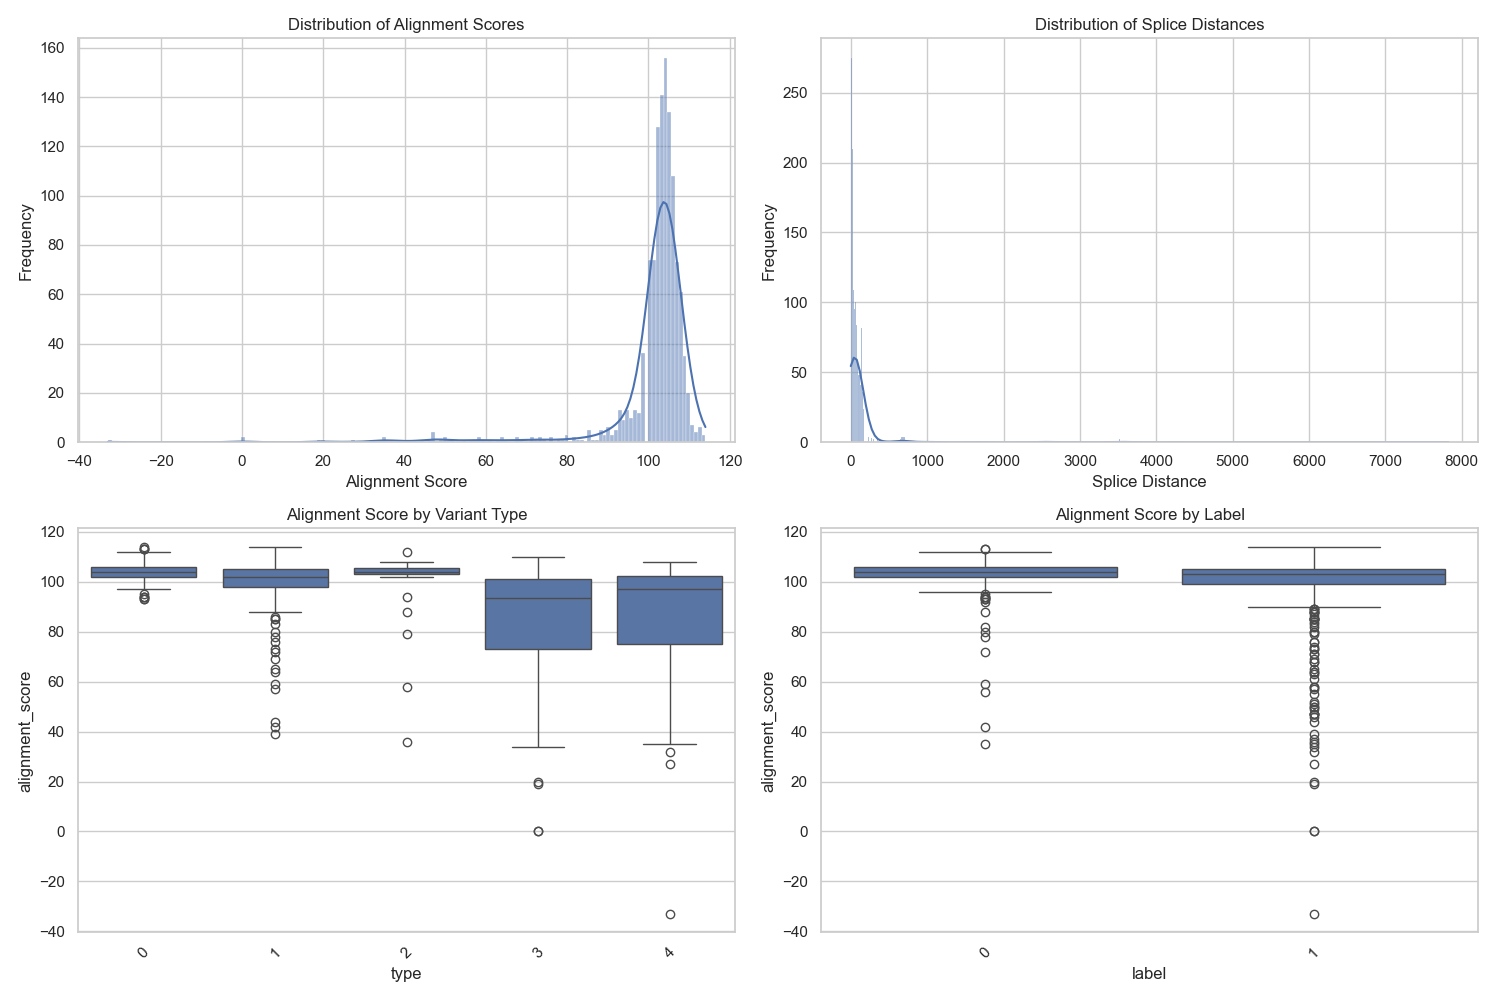 Distribution of Alignment Scores
Frequency
160
140
120
100
80
60
40
20
0
−40 −20 0 20 40 60 80 100 120
Alignment Score
Distribution of Splice Distances
Frequency
250
200
150
100
50
0
0 1000 2000 3000 4000 5000 6000 7000 8000
Splice Distance
Alignment Score by Variant Type
alignment_score
120
100
80
60
40
20
0
−20
−40
0 1 2 3 4
type
Alignment Score by Label
alignment_score
120
100
80
60
40
20
0
−20
−40
0 1
label